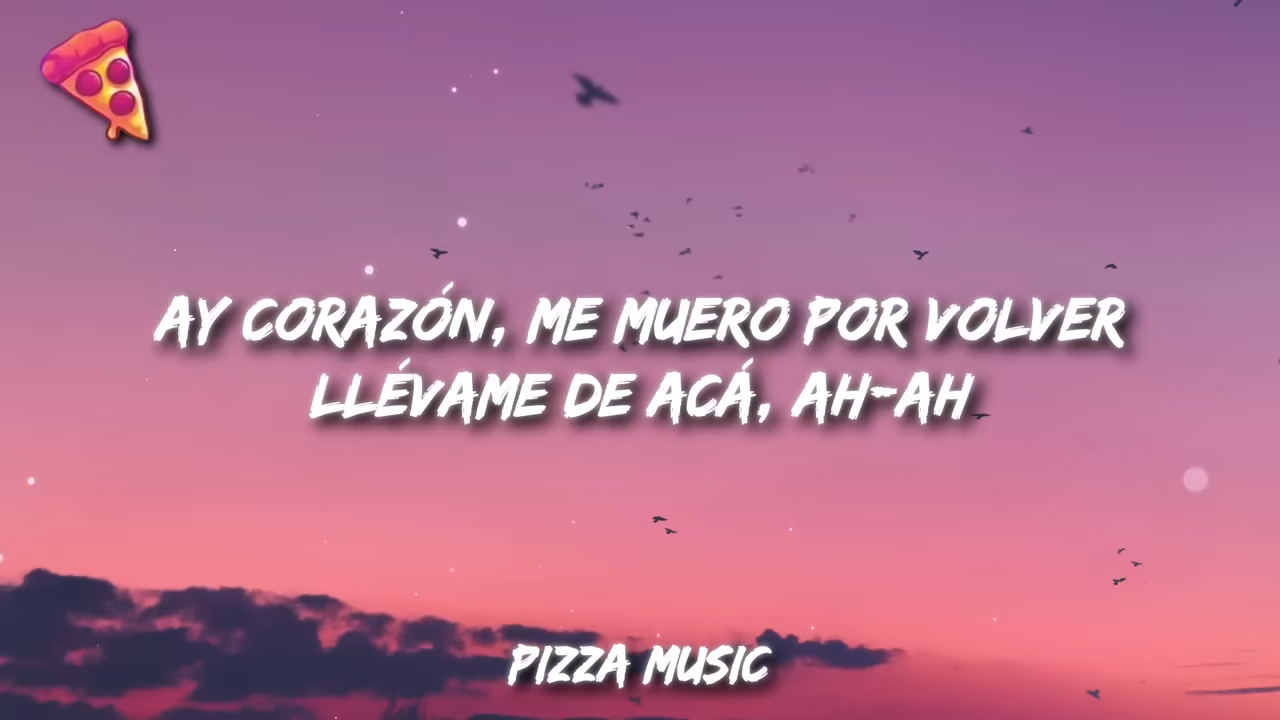 AY CORAZÓN, ME MUERO POR VOLVER
LLÉVAME DE ACÁ, AH-AH
PIZZA MUSIC